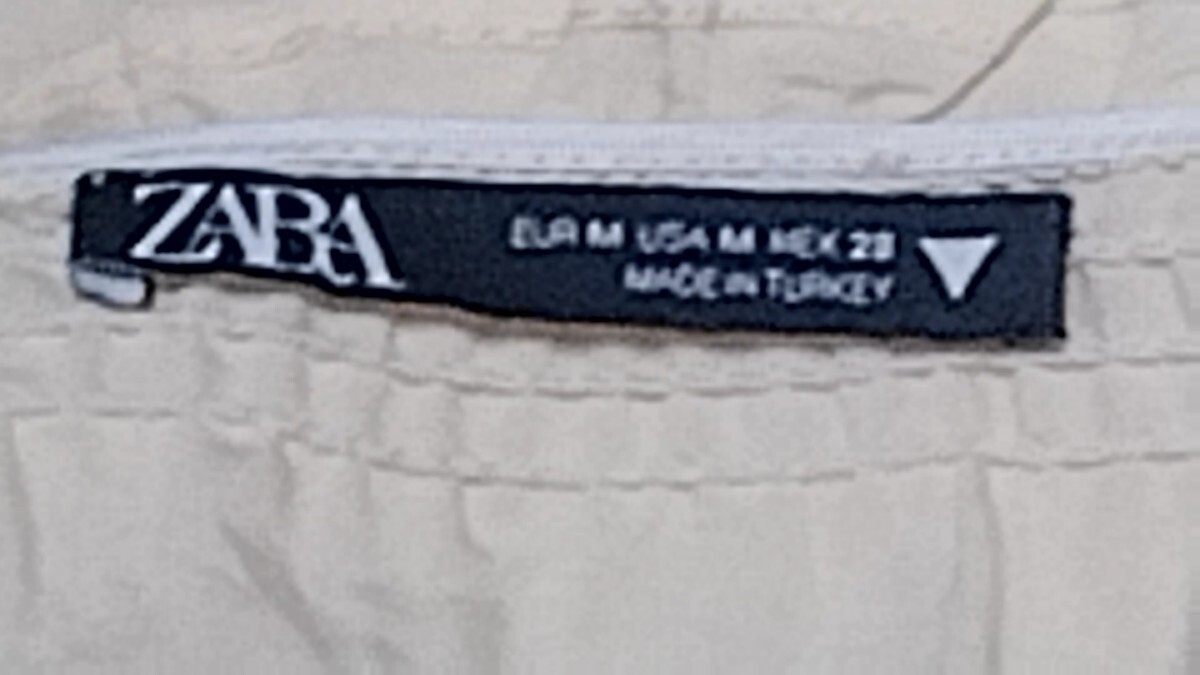 ZARA
EUR M USA M MEX 28
MADE IN TURKEY